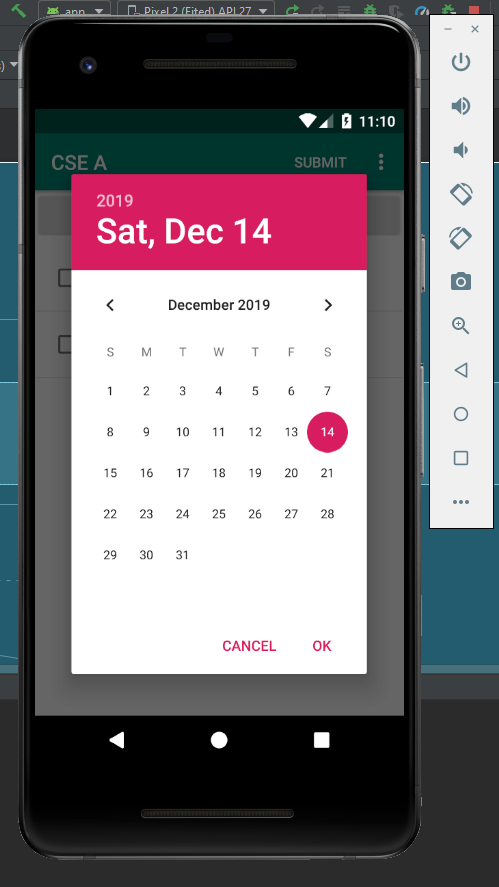 app
Pixel 2 (Edited) API 27
11:10
CSE A
SUBMIT
2019
Sat, Dec 14
December 2019
S M T W T F S
1 2 3 4 5 6 7
8 9 10 11 12 13 14
15 16 17 18 19 20 21
22 23 24 25 26 27 28
29 30 31
CANCEL OK